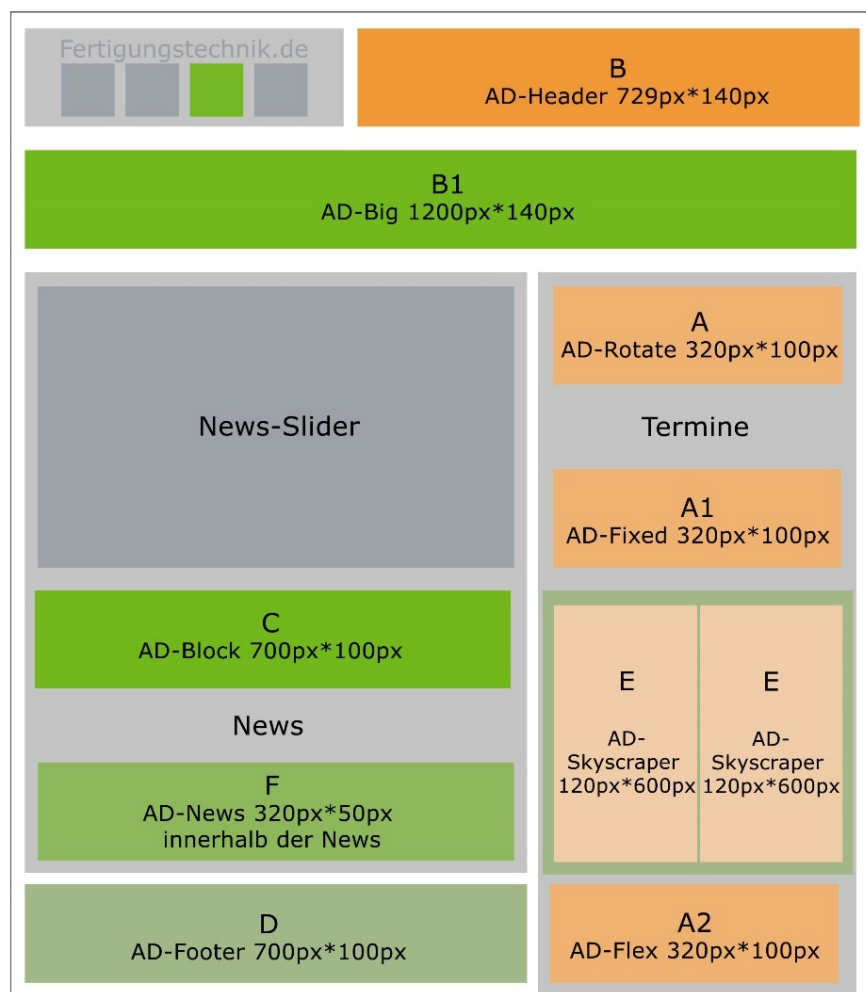 Fertigungstechnik.de
B
AD-Header 729px*140px
B1
AD-Big 1200px*140px
News-Slider
A
AD-Rotate 320px*100px
Termine
A1
AD-Fixed 320px*100px
C
AD-Block 700px*100px
News
F
AD-News 320px*50px
innerhalb der News
E
AD-
Skyscraper
120px*600px
E
AD-
Skyscraper
120px*600px
D
AD-Footer 700px*100px
A2
AD-Flex 320px*100px